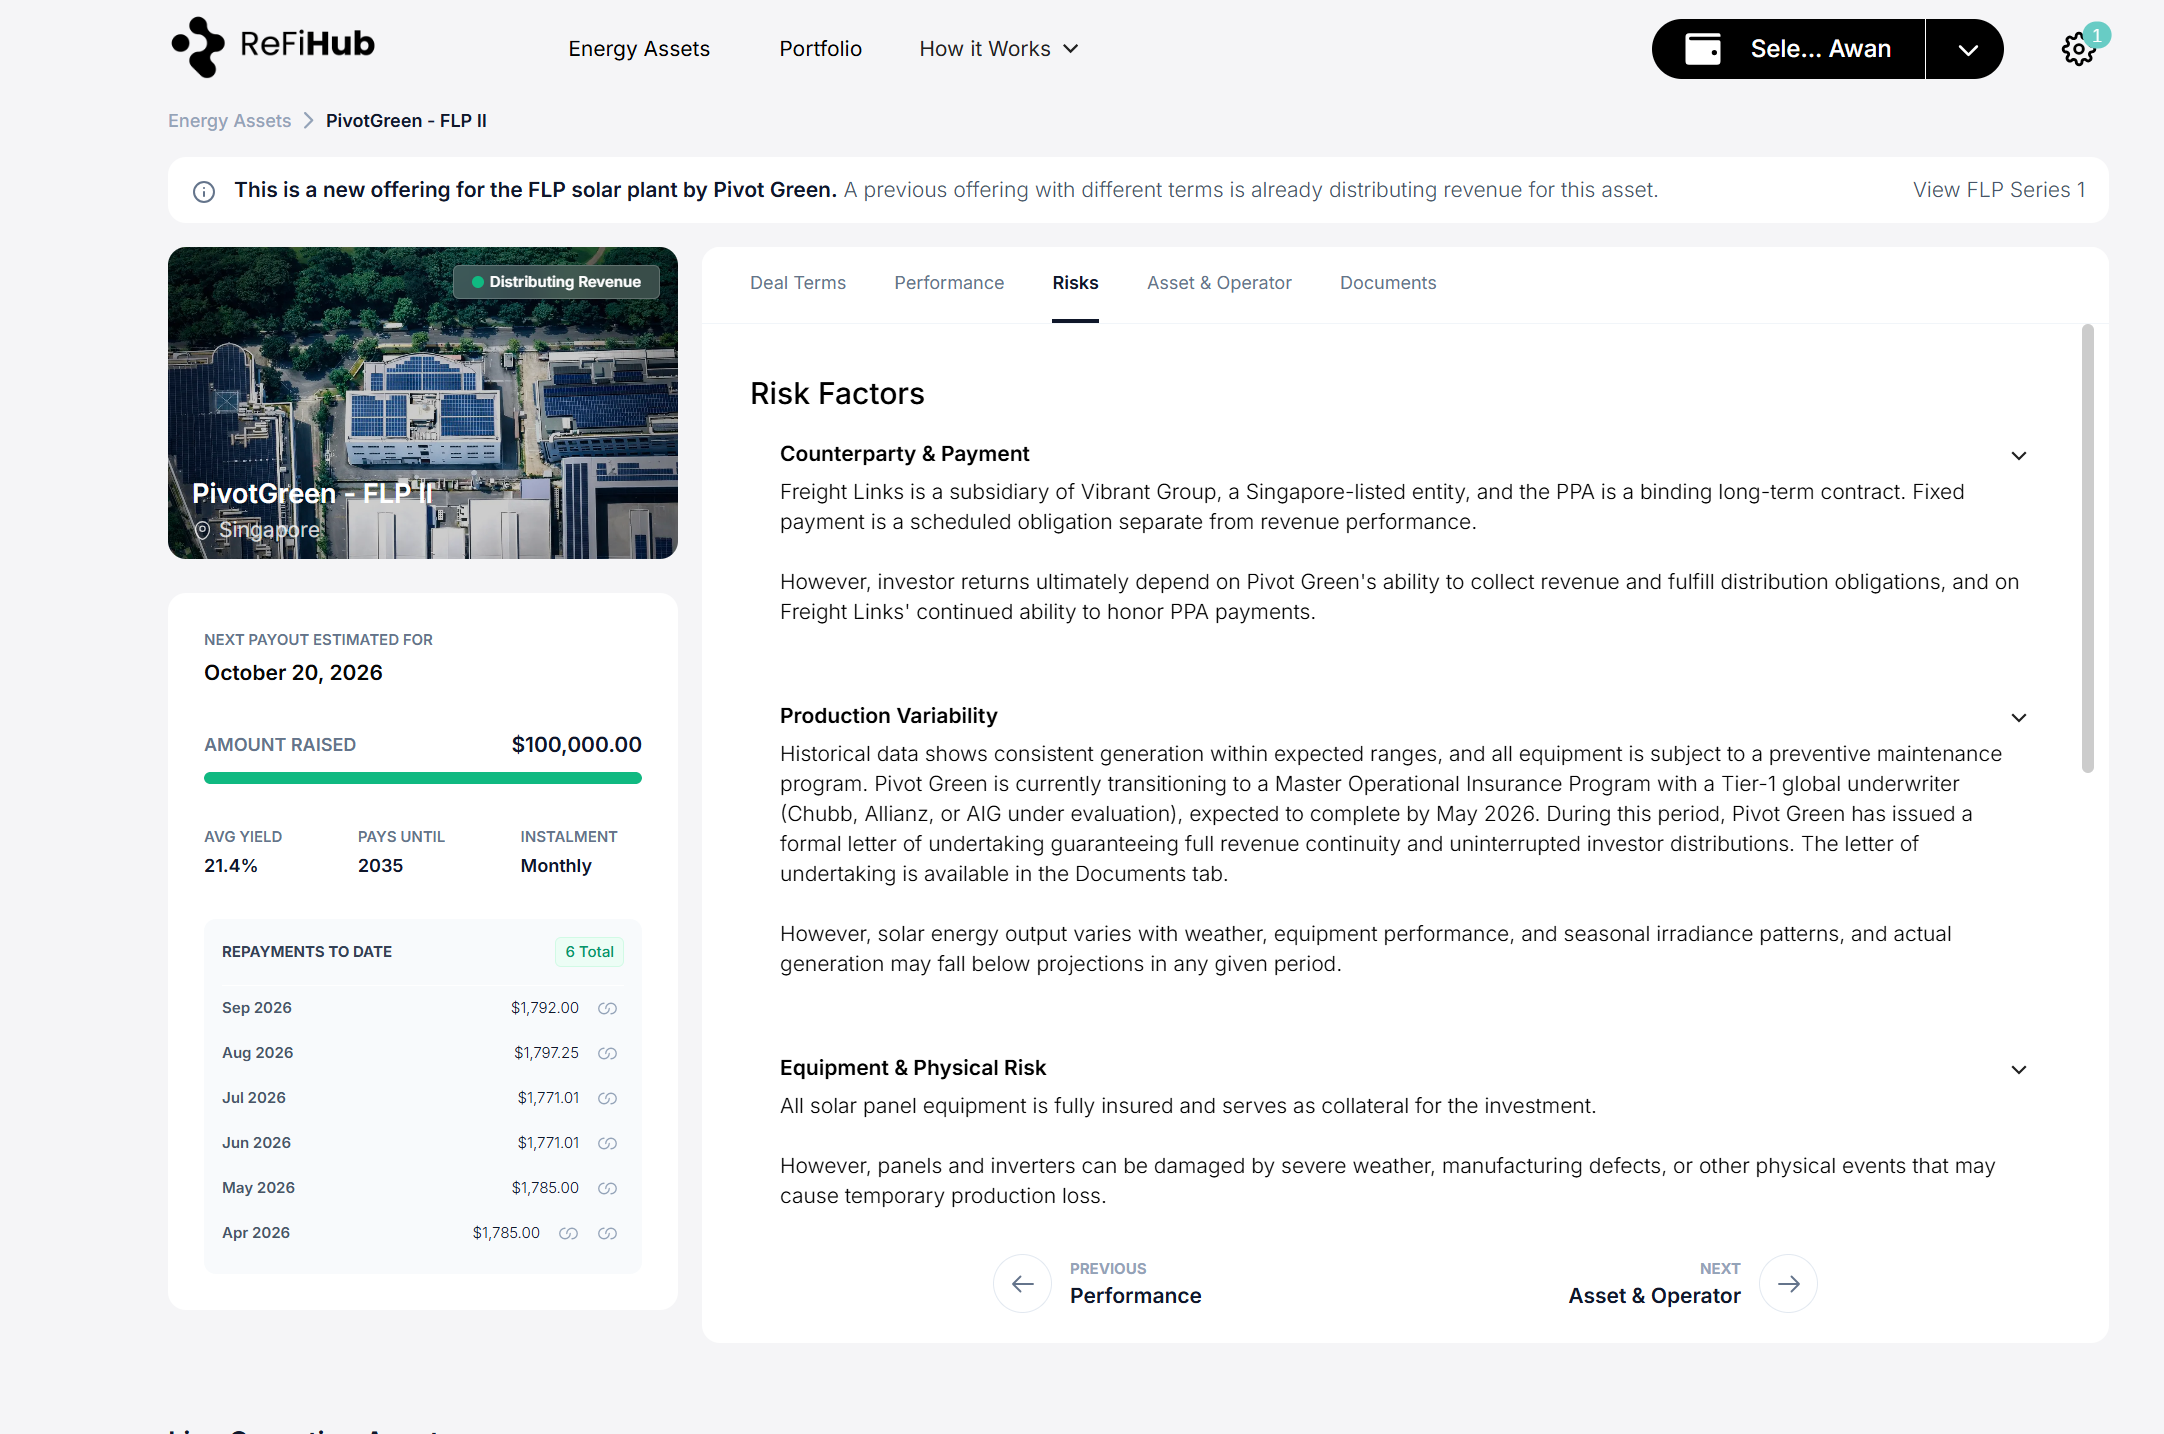 ReFiHub
Energy Assets
Portfolio
How it Works
Sele... Awan
1
Energy Assets > PivotGreen - FLP II
This is a new offering for the FLP solar plant by Pivot Green. A previous offering with different terms is already distributing revenue for this asset.
View FLP Series 1
Distributing Revenue
PivotGreen - FLP II
Singapore
NEXT PAYOUT ESTIMATED FOR
October 20, 2026
AMOUNT RAISED
$100,000.00
AVG YIELD
21.4%
PAYS UNTIL
2035
INSTALMENT
Monthly
REPAYMENTS TO DATE
6 Total
Sep 2026 $1,792.00
Aug 2026 $1,797.25
Jul 2026 $1,771.01
Jun 2026 $1,771.01
May 2026 $1,785.00
Apr 2026 $1,785.00
Deal Terms
Performance
Risks
Asset & Operator
Documents
Risk Factors
Counterparty & Payment
Freight Links is a subsidiary of Vibrant Group, a Singapore-listed entity, and the PPA is a binding long-term contract. Fixed
payment is a scheduled obligation separate from revenue performance.
However, investor returns ultimately depend on Pivot Green's ability to collect revenue and fulfill distribution obligations, and on
Freight Links' continued ability to honor PPA payments.
Production Variability
Historical data shows consistent generation within expected ranges, and all equipment is subject to a preventive maintenance
program. Pivot Green is currently transitioning to a Master Operational Insurance Program with a Tier-1 global underwriter
(Chubb, Allianz, or AIG under evaluation), expected to complete by May 2026. During this period, Pivot Green has issued a
formal letter of undertaking guaranteeing full revenue continuity and uninterrupted investor distributions. The letter of
undertaking is available in the Documents tab.
However, solar energy output varies with weather, equipment performance, and seasonal irradiance patterns, and actual
generation may fall below projections in any given period.
Equipment & Physical Risk
All solar panel equipment is fully insured and serves as collateral for the investment.
However, panels and inverters can be damaged by severe weather, manufacturing defects, or other physical events that may
cause temporary production loss.
PREVIOUS
Performance
NEXT
Asset & Operator